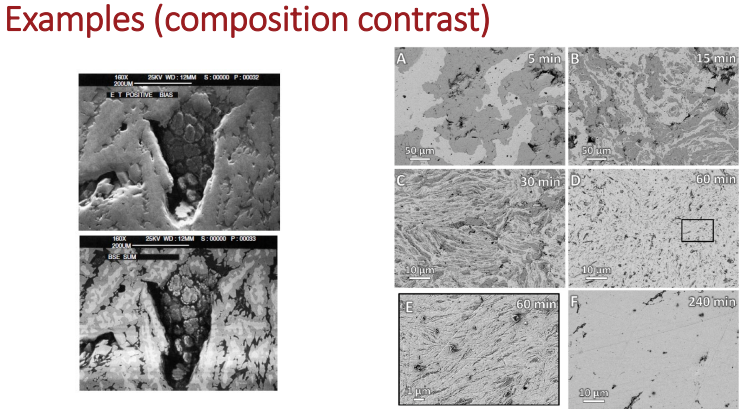 Examples (composition contrast)
160X 25KV WD:12MM S:00000 P:00032
200UM
E T POSITIVE BIAS
160X 25KV WD:12MM S:00000 P:00033
200UM
BSE SUM
A 5 min
50 μm
B 15 min
50 μm
C 30 min
10 μm
D 60 min
10 μm
E 60 min
1 μm
F 240 min
10 μm